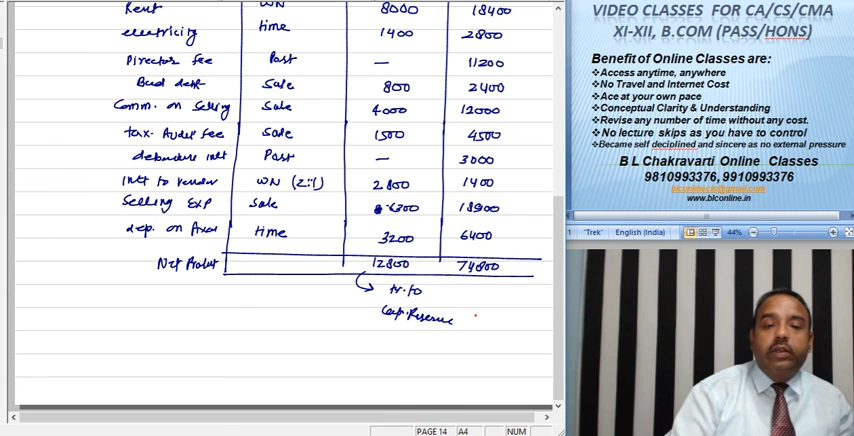 Rent WN 8000 18400
electricity time 1400 2800
Director fee Post — 11200
Bad debt Sale 800 2400
Comm. on Selling Sale 4000 12000
tax-Audit fee Sale 1500 4500
debenture intt Post — 3000
Intt to vendor WN (2:1) 2800 1400
Selling EXP Sale 6300 18900
dep. on Asset time 3200 6400
Net Profit 12800 74800
tr. to
Cap. Reserve
PAGE 14 A4 NUM
VIDEO CLASSES FOR CA/CS/CMA
XI-XII, B.COM (PASS/HONS)
Benefit of Online Classes are:
❖Access anytime, anywhere
❖No Travel and Internet Cost
❖Ace at your own pace
❖Conceptual Clarity & Understanding
❖Revise any number of time without any cost.
❖No lecture skips as you have to control
❖Became self deciplined and sincere as no external pressure
B L Chakravarti Online Classes
9810993376, 9910993376
www.blconline.in
1 "Trek" English (India) 44%